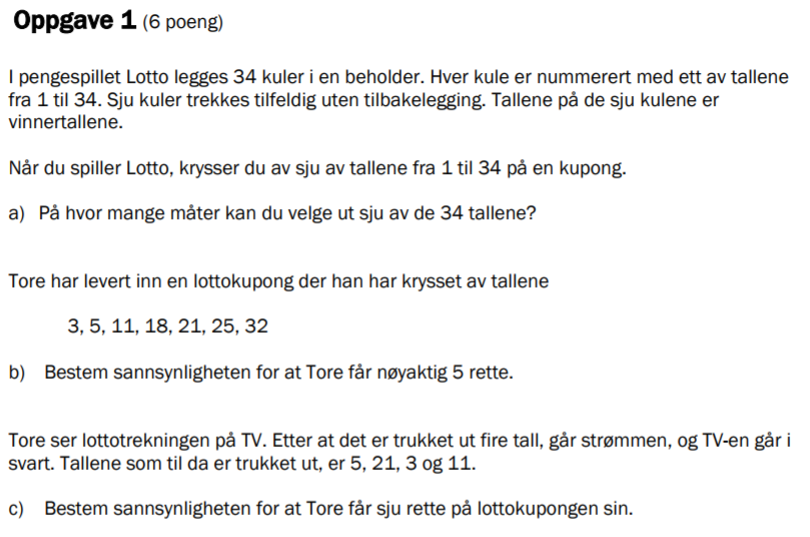 Oppgave 1 (6 poeng)
I pengespillet Lotto legges 34 kuler i en beholder. Hver kule er nummerert med ett av tallene
fra 1 til 34. Sju kuler trekkes tilfeldig uten tilbakelegging. Tallene på de sju kulene er
vinnertallene.
Når du spiller Lotto, krysser du av sju av tallene fra 1 til 34 på en kupong.
a) På hvor mange måter kan du velge ut sju av de 34 tallene?
Tore har levert inn en lottokupong der han har krysset av tallene
3, 5, 11, 18, 21, 25, 32
b) Bestem sannsynligheten for at Tore får nøyaktig 5 rette.
Tore ser lottotrekningen på TV. Etter at det er trukket ut fire tall, går strømmen, og TV-en går i
svart. Tallene som til da er trukket ut, er 5, 21, 3 og 11.
c) Bestem sannsynligheten for at Tore får sju rette på lottokupongen sin.